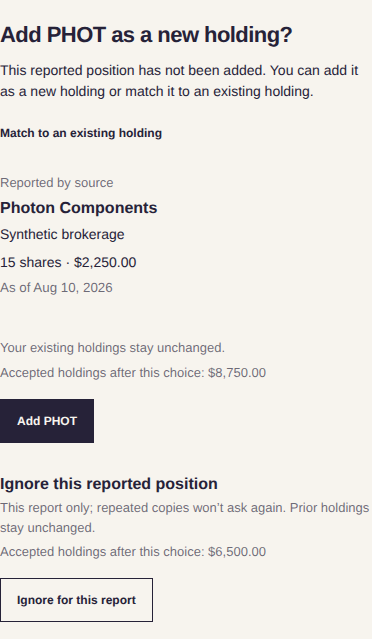 Add PHOT as a new holding?
This reported position has not been added. You can add it
as a new holding or match it to an existing holding.
Match to an existing holding
Reported by source
Photon Components
Synthetic brokerage
15 shares · $2,250.00
As of Aug 10, 2026
Your existing holdings stay unchanged.
Accepted holdings after this choice: $8,750.00
Add PHOT
Ignore this reported position
This report only; repeated copies won’t ask again. Prior holdings
stay unchanged.
Accepted holdings after this choice: $6,500.00
Ignore for this report